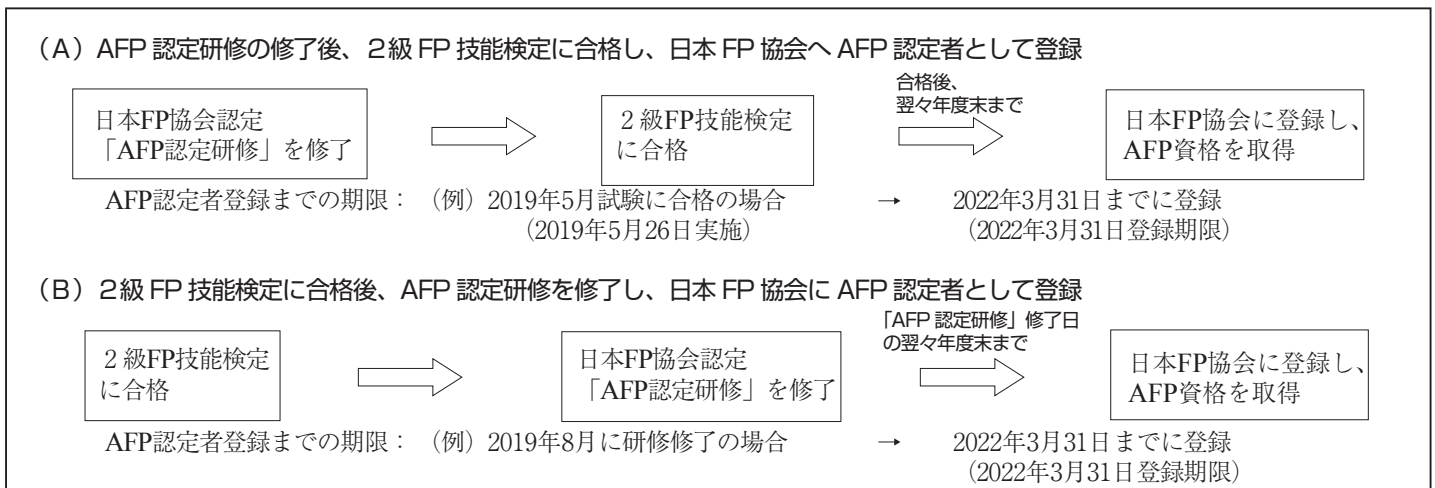 （A）AFP 認定研修の修了後、２級 FP 技能検定に合格し、日本 FP 協会へ AFP 認定者として登録
日本FP協会認定
「AFP認定研修」を修了
２級FP技能検定
に合格
合格後、
翌々年度末まで
日本FP協会に登録し、
AFP資格を取得
AFP認定者登録までの期限： （例）2019年5月試験に合格の場合 → 2022年3月31日までに登録
（2019年5月26日実施） （2022年3月31日登録期限）
（B）２級 FP 技能検定に合格後、AFP 認定研修を修了し、日本 FP 協会に AFP 認定者として登録
２級FP技能検定
に合格
日本FP協会認定
「AFP認定研修」を修了
「AFP 認定研修」修了日
の翌々年度末まで
日本FP協会に登録し、
AFP資格を取得
AFP認定者登録までの期限： （例）2019年8月に研修修了の場合 → 2022年3月31日までに登録
（2022年3月31日登録期限）